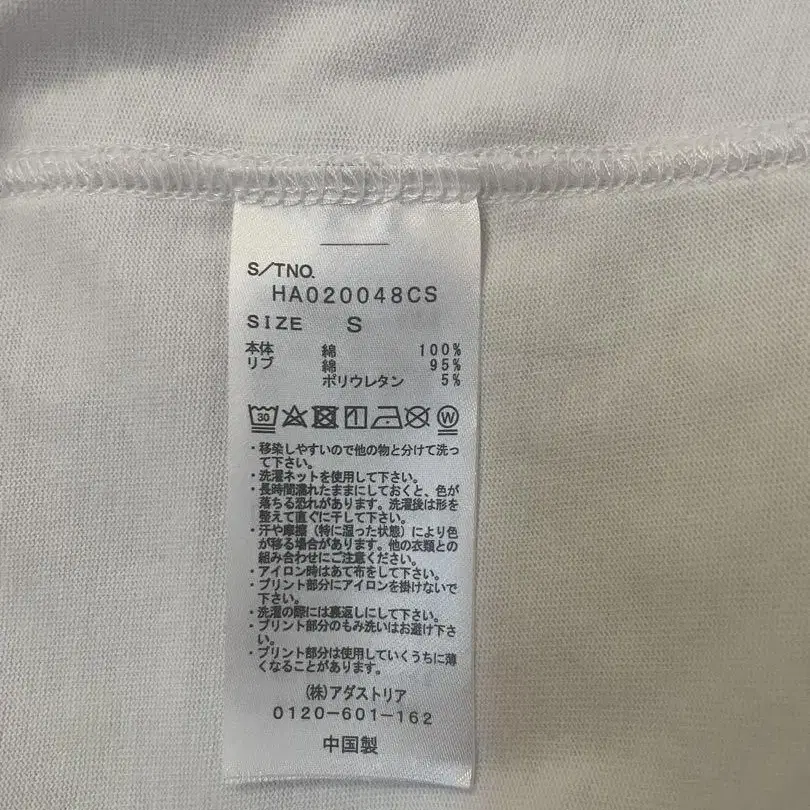 S/TNO.
HA020048CS
SIZE S
本体 綿 100%
リブ 綿 95%
ポリウレタン 5%
30
W
・移染しやすいので他の物と分けて洗っ
て下さい。
・洗濯ネットを使用して下さい。
・長時間濡れたままにしておくと、色が
落ちる恐れがあります。洗濯後は形を
整えて直ぐに干して下さい。
・汗や摩擦（特に湿った状態）により色
が移る場合があります。他の衣類との
組み合わせにご注意ください。
・アイロン時はあて布をして下さい。
・プリント部分にアイロンを掛けないで
下さい。
・洗濯の際には裏返しにして下さい。
・プリント部分のもみ洗いはお避け下さ
い。
・プリント部分は使用していくうちに薄
くなることがあります。
(株)アダストリア
0120-601-162
中国製